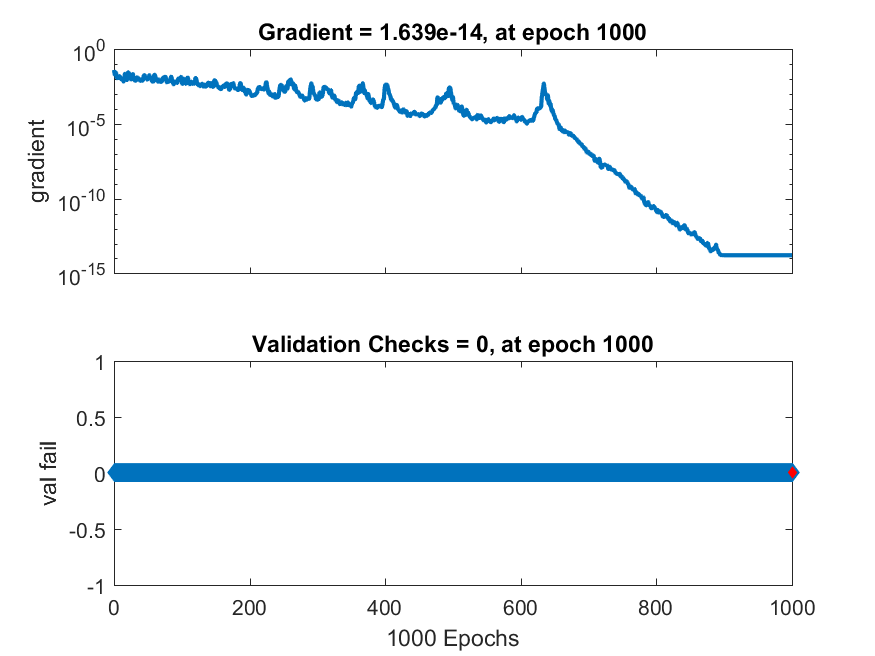 Gradient = 1.639e-14, at epoch 1000
10^0
10^-5
10^-10
10^-15
gradient
Validation Checks = 0, at epoch 1000
1
0.5
0
-0.5
-1
val fail
0 200 400 600 800 1000
1000 Epochs